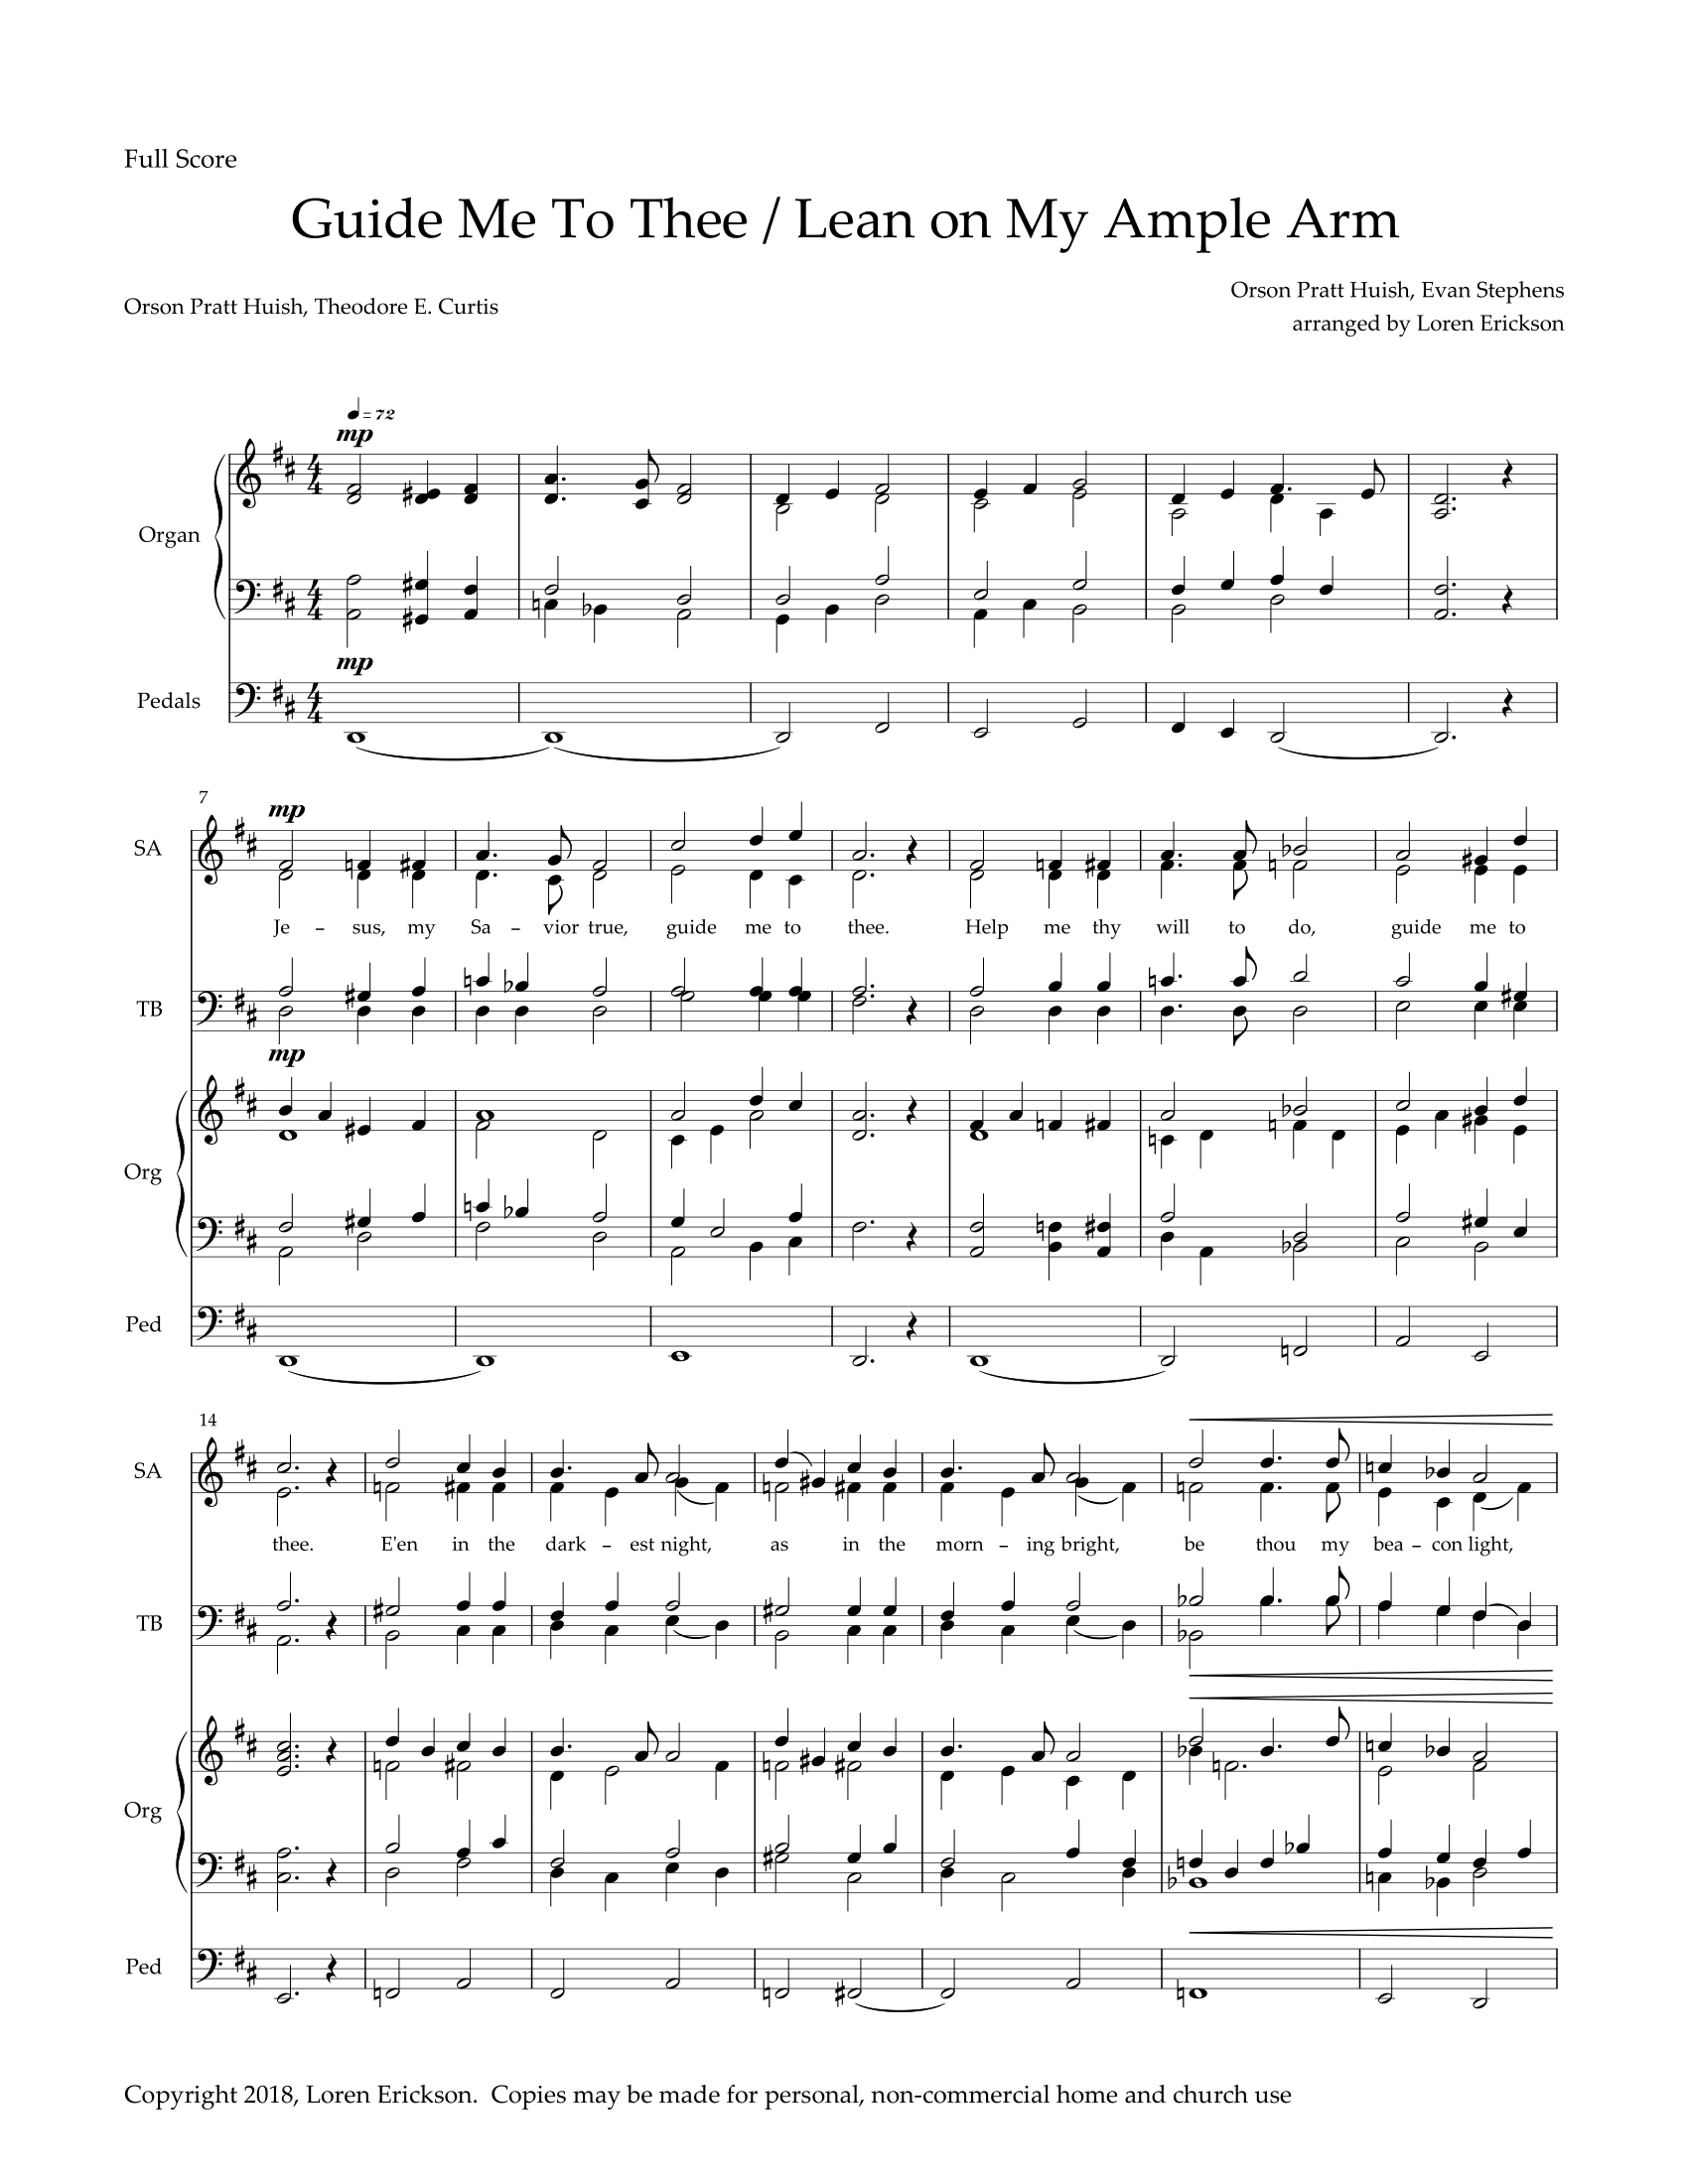 Full Score
Guide Me To Thee / Lean on My Ample Arm
Orson Pratt Huish, Theodore E. Curtis
Orson Pratt Huish, Evan Stephens
arranged by Loren Erickson
♩ = 72
mp
Organ
mp
Pedals
7
mp
SA
Je - sus, my Sa - vior true, guide me to thee. Help me thy will to do, guide me to
TB
mp
Org
Ped
14
SA
thee. E'en in the dark - est night, as in the morn - ing bright, be thou my bea - con light,
TB
Org
Ped
Copyright 2018, Loren Erickson. Copies may be made for personal, non-commercial home and church use